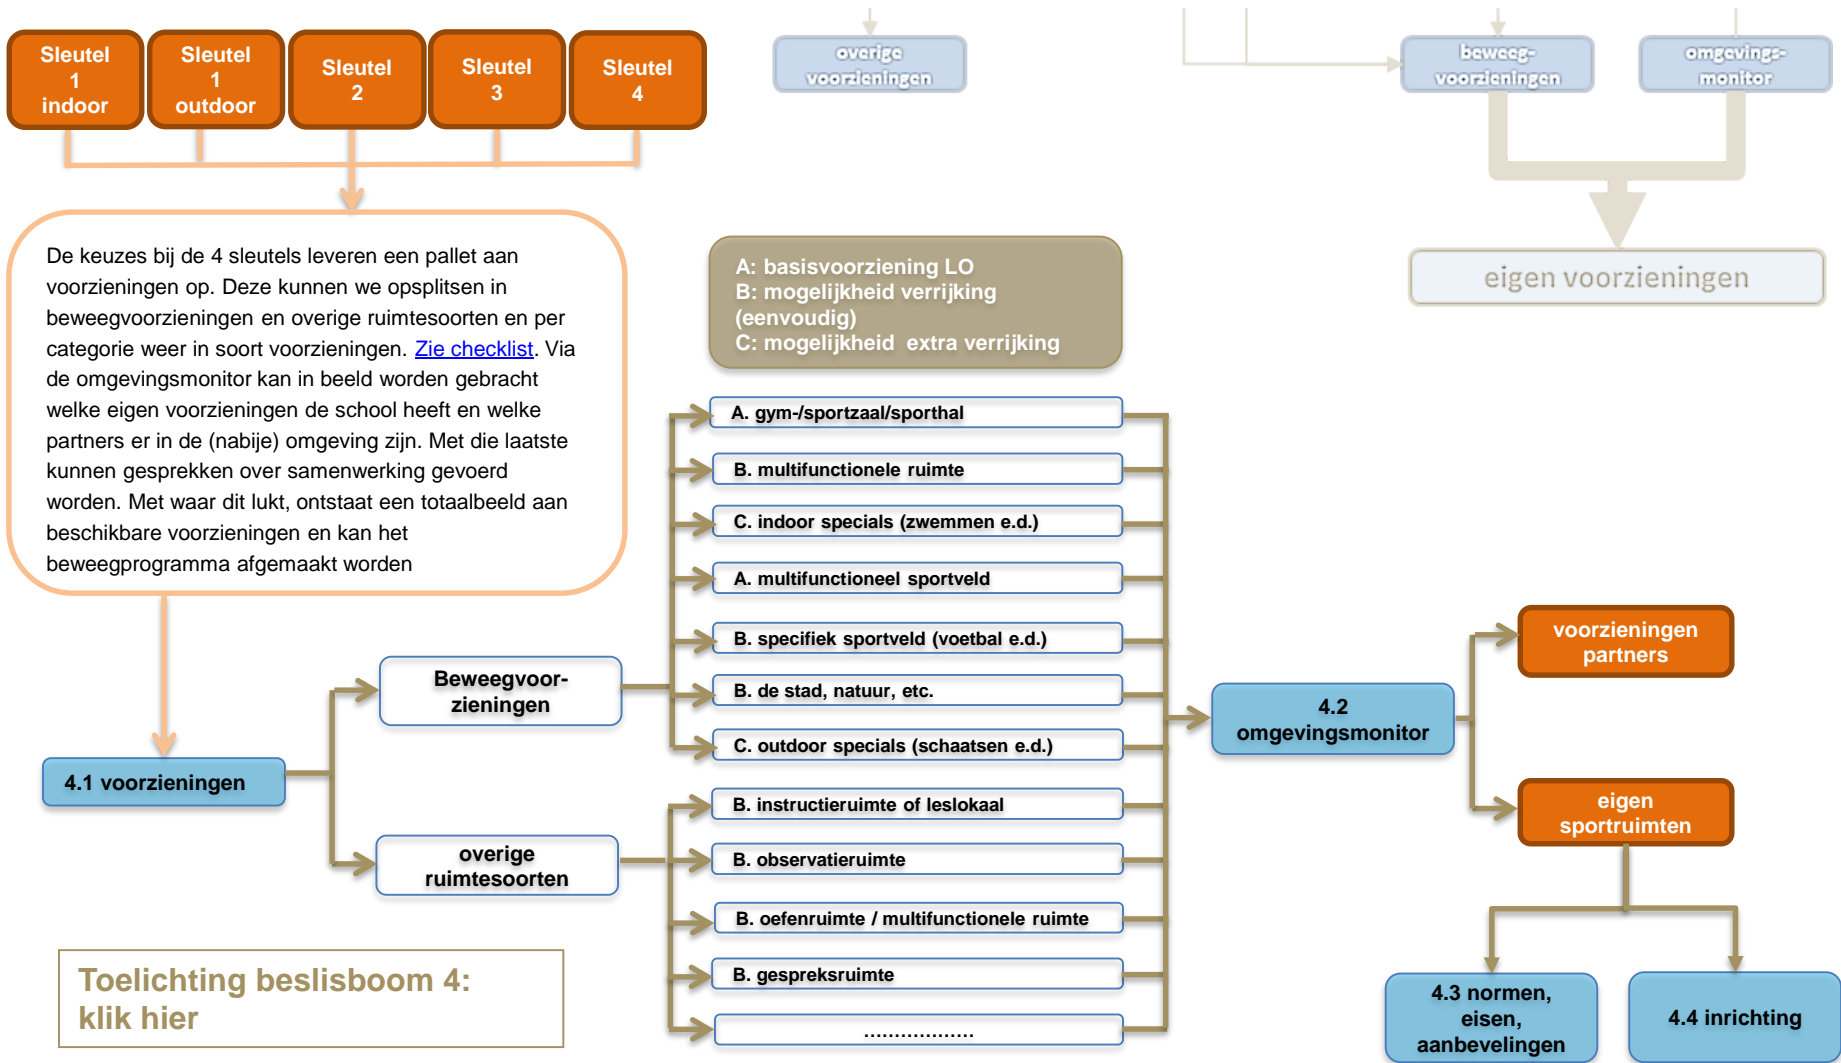 Sleutel
1
indoor
Sleutel
1
outdoor
Sleutel
2
Sleutel
3
Sleutel
4
overige
voorzieningen
beweeg-
voorzieningen
omgevings-
monitor
eigen voorzieningen
De keuzes bij de 4 sleutels leveren een pallet aan
voorzieningen op. Deze kunnen we opsplitsen in
beweegvoorzieningen en overige ruimtesoorten en per
categorie weer in soort voorzieningen. Zie checklist. Via
de omgevingsmonitor kan in beeld worden gebracht
welke eigen voorzieningen de school heeft en welke
partners er in de (nabije) omgeving zijn. Met die laatste
kunnen gesprekken over samenwerking gevoerd
worden. Met waar dit lukt, ontstaat een totaalbeeld aan
beschikbare voorzieningen en kan het
beweegprogramma afgemaakt worden
A: basisvoorziening LO
B: mogelijkheid verrijking
(eenvoudig)
C: mogelijkheid extra verrijking
4.1 voorzieningen
Beweegvoor-
zieningen
overige
ruimtesoorten
A. gym-/sportzaal/sporthal
B. multifunctionele ruimte
C. indoor specials (zwemmen e.d.)
A. multifunctioneel sportveld
B. specifiek sportveld (voetbal e.d.)
B. de stad, natuur, etc.
C. outdoor specials (schaatsen e.d.)
B. instructieruimte of leslokaal
B. observatieruimte
B. oefenruimte / multifunctionele ruimte
B. gespreksruimte
.................
4.2
omgevingsmonitor
voorzieningen
partners
eigen
sportruimten
4.3 normen,
eisen,
aanbevelingen
4.4 inrichting
Toelichting beslisboom 4:
klik hier